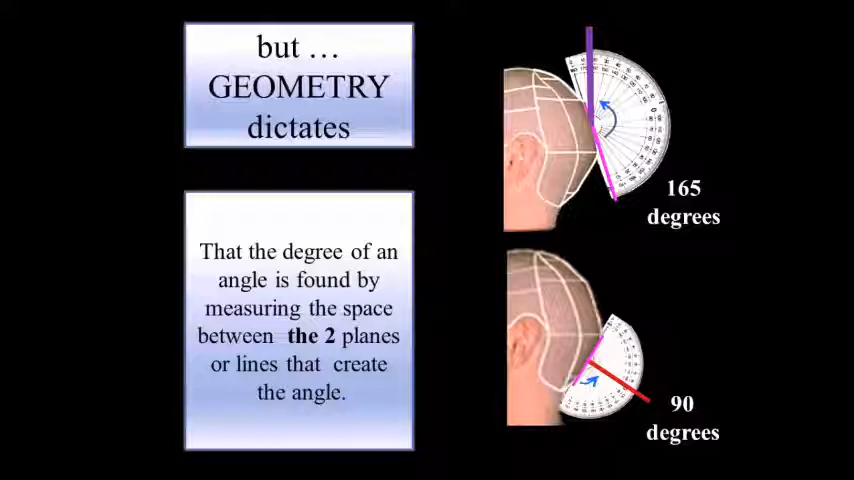 but …
GEOMETRY
dictates
That the degree of an
angle is found by
measuring the space
between the 2 planes
or lines that create
the angle.
165
degrees
90
degrees